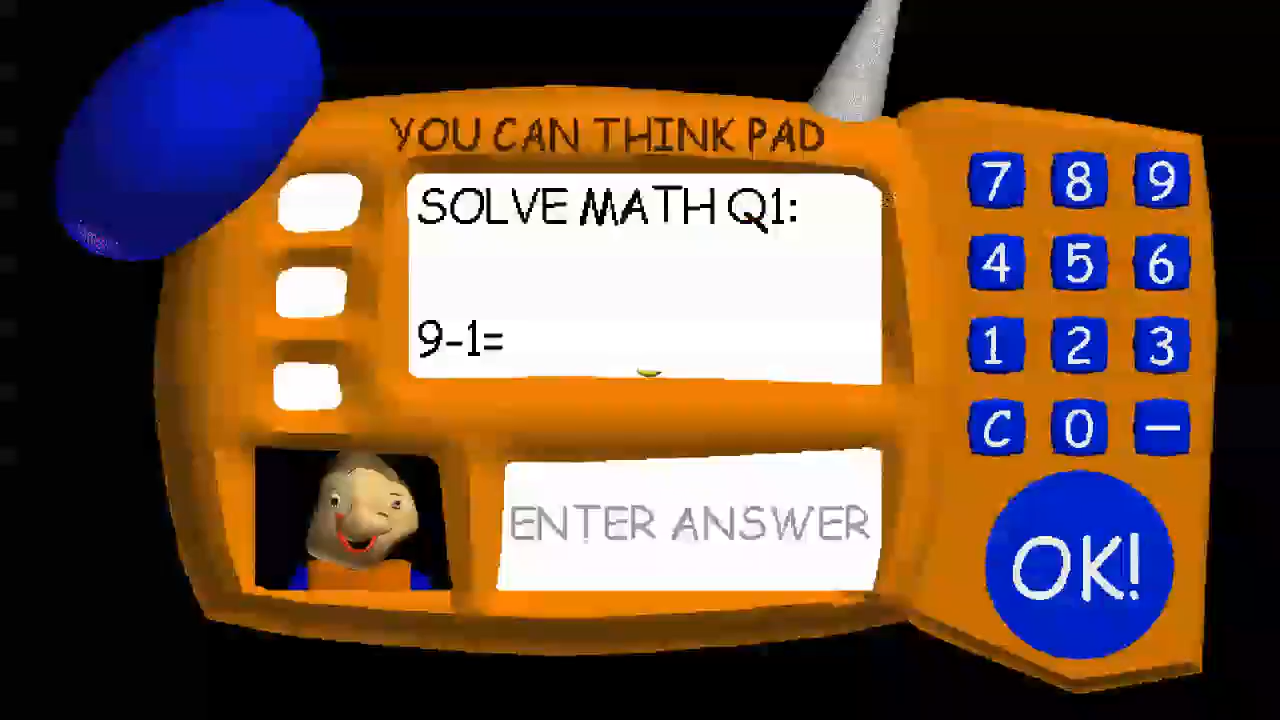 YOU CAN THINK PAD
SOLVE MATH Q1:
9-1=
ENTER ANSWER
7 8 9
4 5 6
1 2 3
C 0 −
OK!